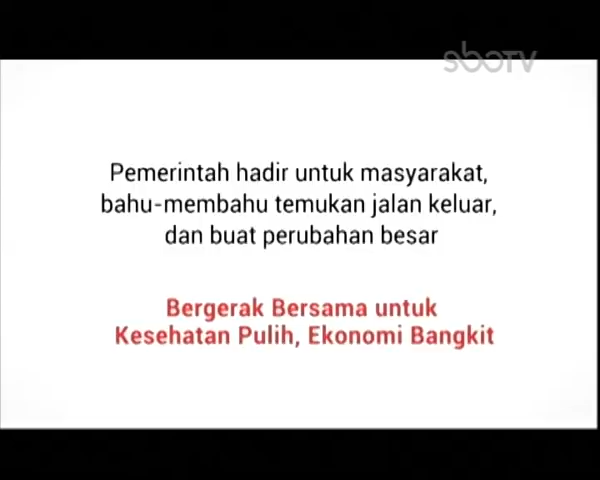 sboTV
Pemerintah hadir untuk masyarakat,
bahu-membahu temukan jalan keluar,
dan buat perubahan besar
Bergerak Bersama untuk
Kesehatan Pulih, Ekonomi Bangkit